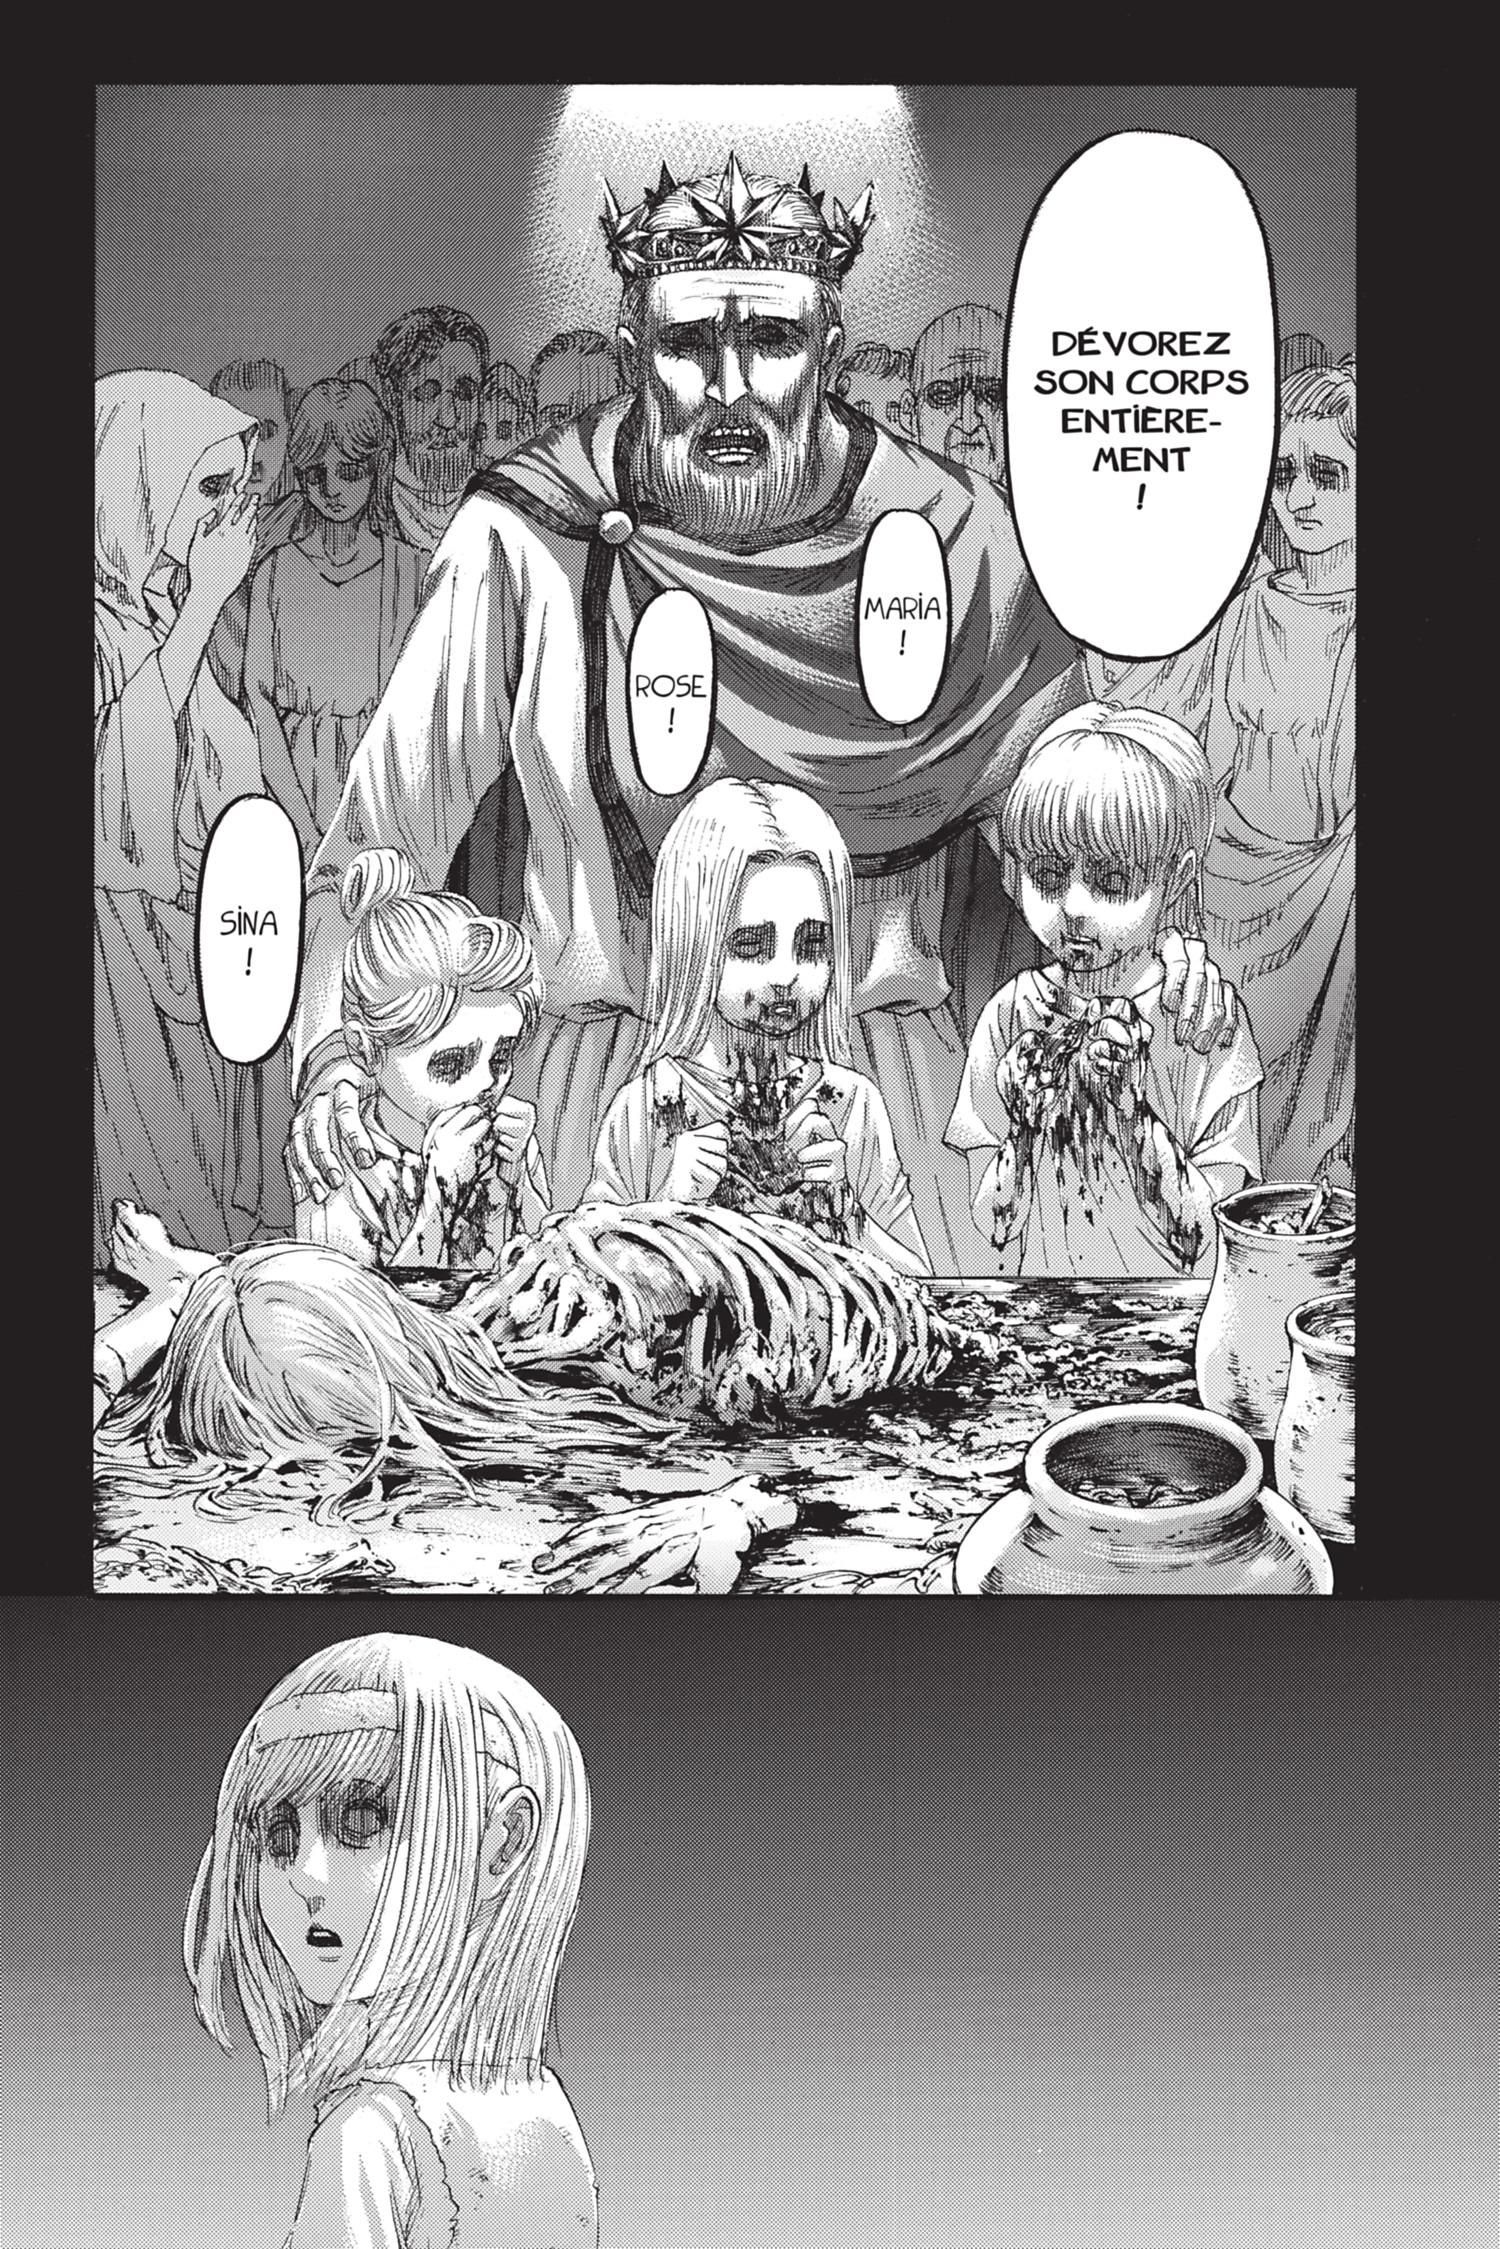 DÉVOREZ
SON CORPS
ENTIÈRE-
MENT
!
MARIA
!
ROSE
!
SINA
!